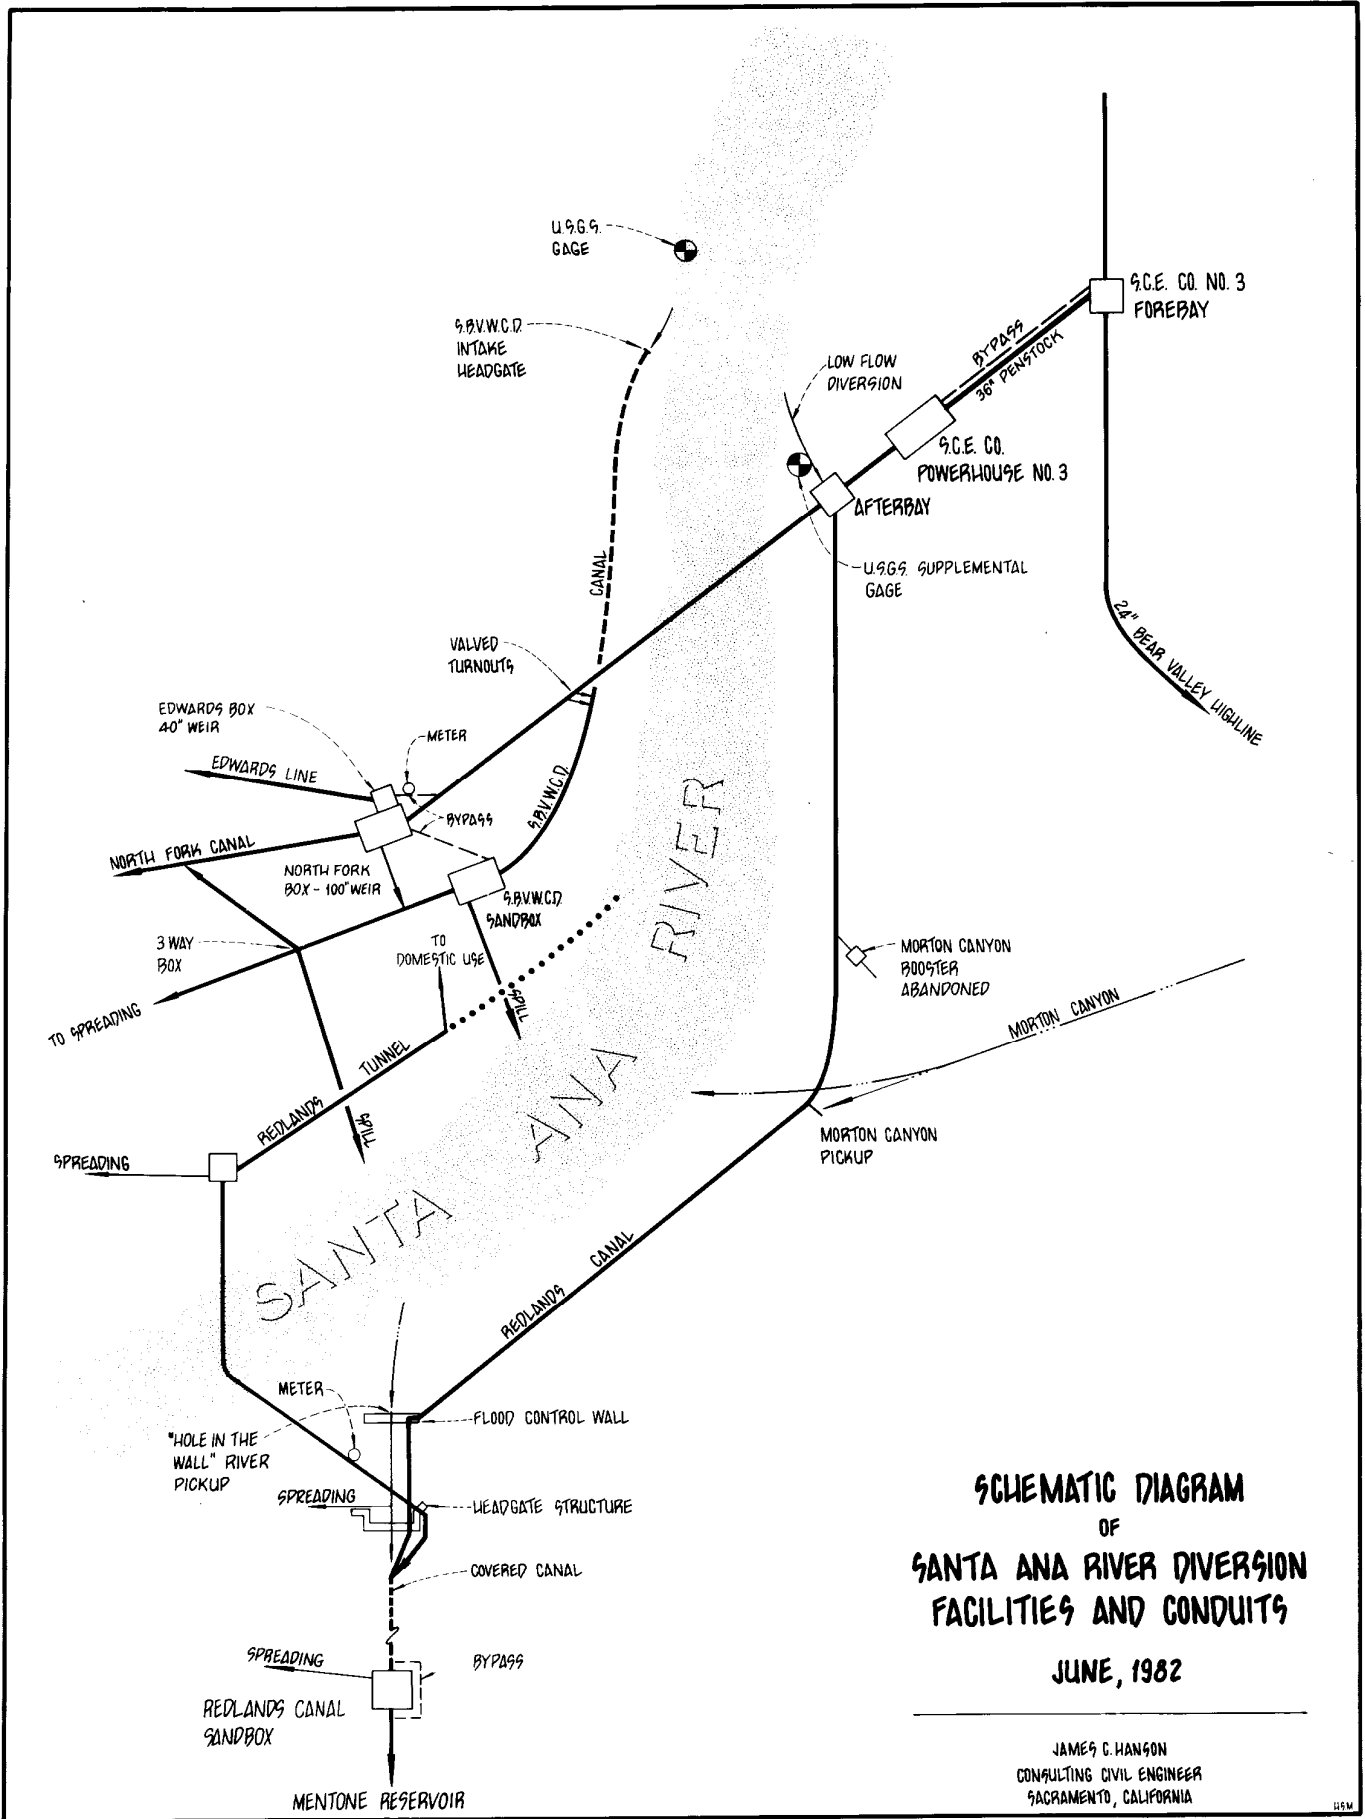 U.S.G.S.
GAGE
S.C.E. CO. NO. 3
FOREBAY
S.B.V.W.C.D.
INTAKE
HEADGATE
BYPASS
36" PENSTOCK
LOW FLOW
DIVERSION
S.C.E. CO.
POWERHOUSE NO. 3
AFTERBAY
CANAL
U.S.G.S. SUPPLEMENTAL
GAGE
24" BEAR VALLEY HIGHLINE
VALVED
TURNOUTS
EDWARDS BOX
40" WEIR
METER
EDWARDS LINE
S.B.V.W.C.D.
BYPASS
NORTH FORK CANAL
NORTH FORK
BOX - 100" WEIR
S.B.V.W.C.D.
SANDBOX
3 WAY
BOX
TO
DOMESTIC USE
MORTON CANYON
BOOSTER
ABANDONED
TO SPREADING
SPILL
MORTON CANYON
REDLANDS TUNNEL
SPILL
SANTA ANA RIVER
MORTON CANYON
PICKUP
SPREADING
REDLANDS CANAL
METER
FLOOD CONTROL WALL
"HOLE IN THE
WALL" RIVER
PICKUP
SPREADING
HEADGATE STRUCTURE
COVERED CANAL
SPREADING
BYPASS
REDLANDS CANAL
SANDBOX
MENTONE RESERVOIR
SCHEMATIC DIAGRAM
OF
SANTA ANA RIVER DIVERSION
FACILITIES AND CONDUITS
JUNE, 1982
JAMES C. HANSON
CONSULTING CIVIL ENGINEER
SACRAMENTO, CALIFORNIA
HSM